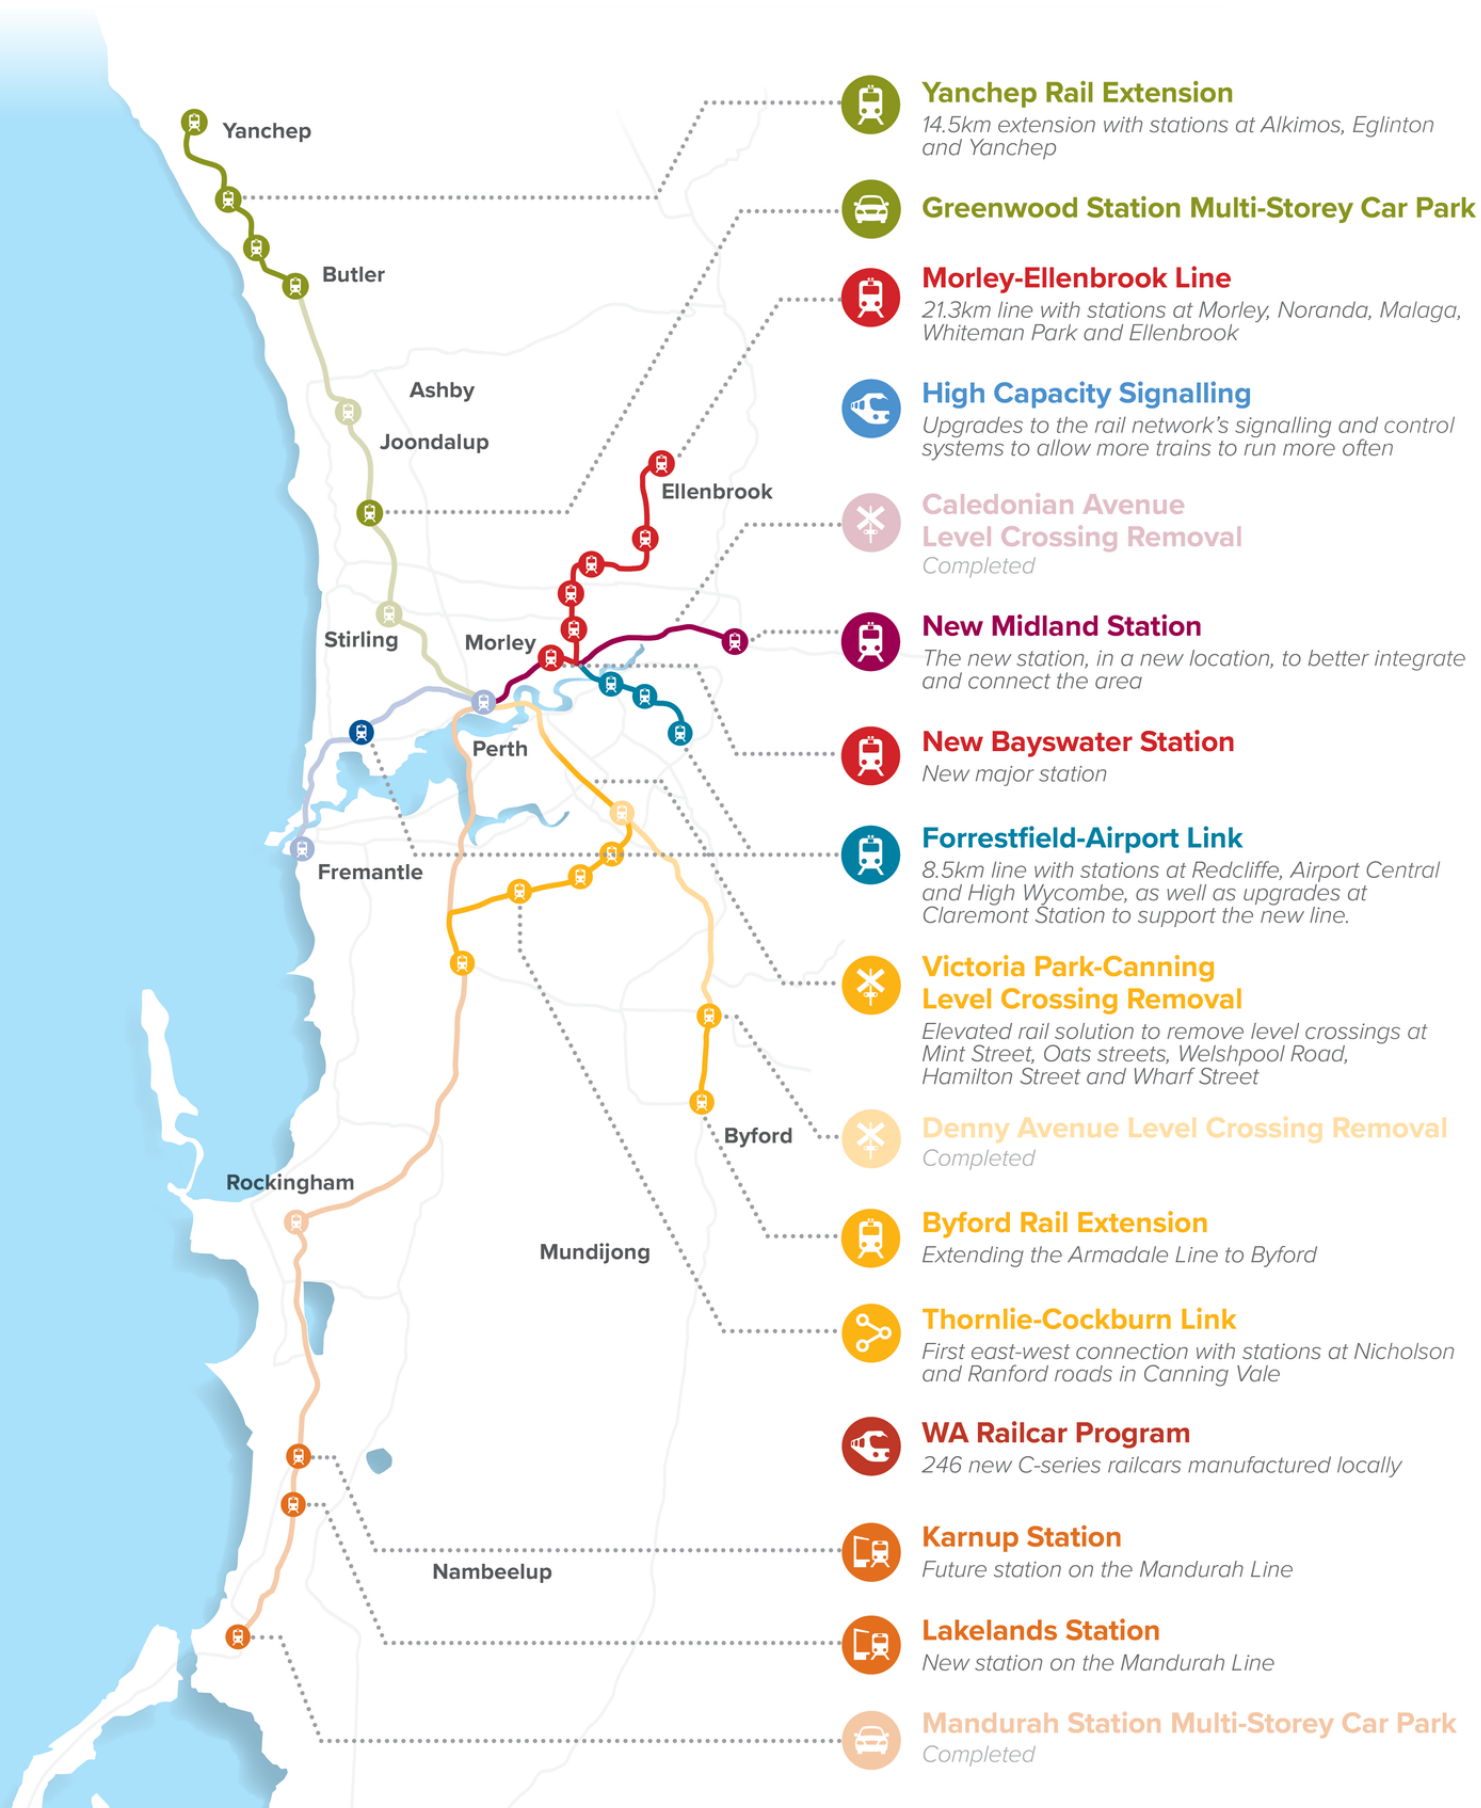 Yanchep
Butler
Ashby
Joondalup
Ellenbrook
Stirling
Morley
Perth
Fremantle
Byford
Rockingham
Mundijong
Nambeelup
Yanchep Rail Extension
14.5km extension with stations at Alkimos, Eglinton
and Yanchep
Greenwood Station Multi-Storey Car Park
Morley-Ellenbrook Line
21.3km line with stations at Morley, Noranda, Malaga,
Whiteman Park and Ellenbrook
High Capacity Signalling
Upgrades to the rail network's signalling and control
systems to allow more trains to run more often
Caledonian Avenue
Level Crossing Removal
Completed
New Midland Station
The new station, in a new location, to better integrate
and connect the area
New Bayswater Station
New major station
Forrestfield-Airport Link
8.5km line with stations at Redcliffe, Airport Central
and High Wycombe, as well as upgrades at
Claremont Station to support the new line.
Victoria Park-Canning
Level Crossing Removal
Elevated rail solution to remove level crossings at
Mint Street, Oats streets, Welshpool Road,
Hamilton Street and Wharf Street
Denny Avenue Level Crossing Removal
Completed
Byford Rail Extension
Extending the Armadale Line to Byford
Thornlie-Cockburn Link
First east-west connection with stations at Nicholson
and Ranford roads in Canning Vale
WA Railcar Program
246 new C-series railcars manufactured locally
Karnup Station
Future station on the Mandurah Line
Lakelands Station
New station on the Mandurah Line
Mandurah Station Multi-Storey Car Park
Completed